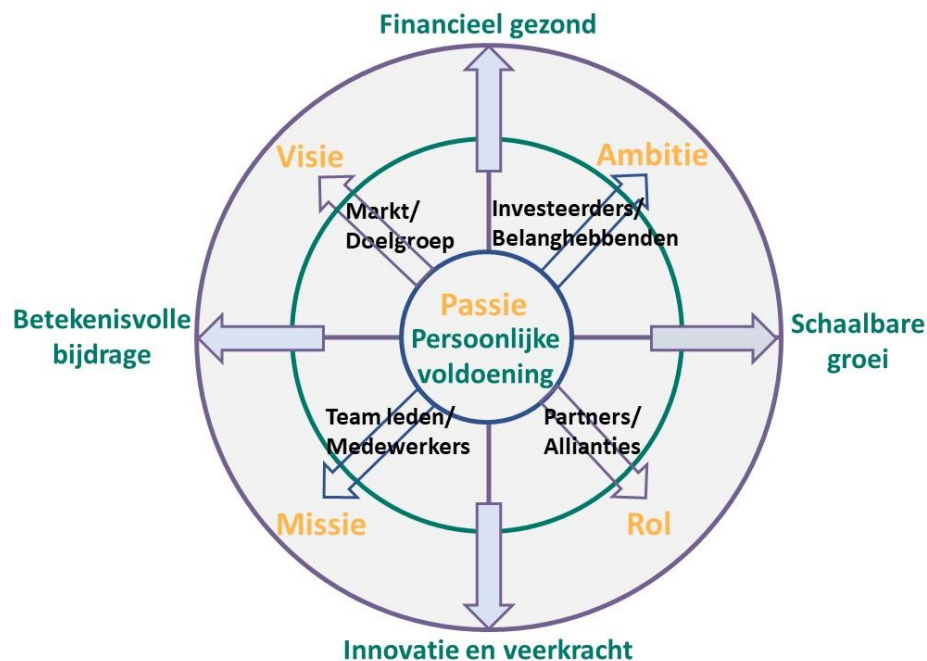 Financieel gezond
Visie
Ambitie
Markt/
Doelgroep
Investeerders/
Belanghebbenden
Betekenisvolle
bijdrage
Passie
Persoonlijke
voldoening
Schaalbare
groei
Team leden/
Medewerkers
Partners/
Allianties
Missie
Rol
Innovatie en veerkracht